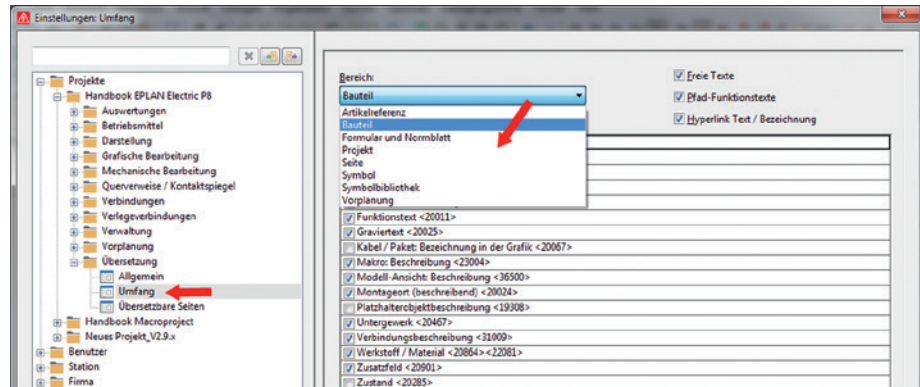 Einstellungen: Umfang
Projekte
Handbook EPLAN Electric P8
Auswertungen
Betriebsmittel
Darstellung
Grafische Bearbeitung
Mechanische Bearbeitung
Querverweise / Kontaktspiegel
Verbindungen
Verlegeverbindungen
Verwaltung
Vorplanung
Übersetzung
Allgemein
Umfang
Übersetzbare Seiten
Handbook Macroproject
Neues Projekt_V2.9.x
Benutzer
Station
Firma
Bereich:
Bauteil
Artikelreferenz
Bauteil
Formular und Normblatt
Projekt
Seite
Symbol
Symbolbibliothek
Vorplanung
Freie Texte
Pfad-Funktionstexte
Hyperlink Text / Bezeichnung
Funktionstext <20011>
Graviertext <20025>
Kabel / Paket: Bezeichnung in der Grafik <20067>
Makro: Beschreibung <23004>
Modell-Ansicht: Beschreibung <36500>
Montageort (beschreibend) <20024>
Platzhalterobjektbeschreibung <19308>
Untergewerk <20467>
Verbindungsbeschreibung <31009>
Werkstoff / Material <20864><22081>
Zusatzfeld <20901>
Zustand <20285>